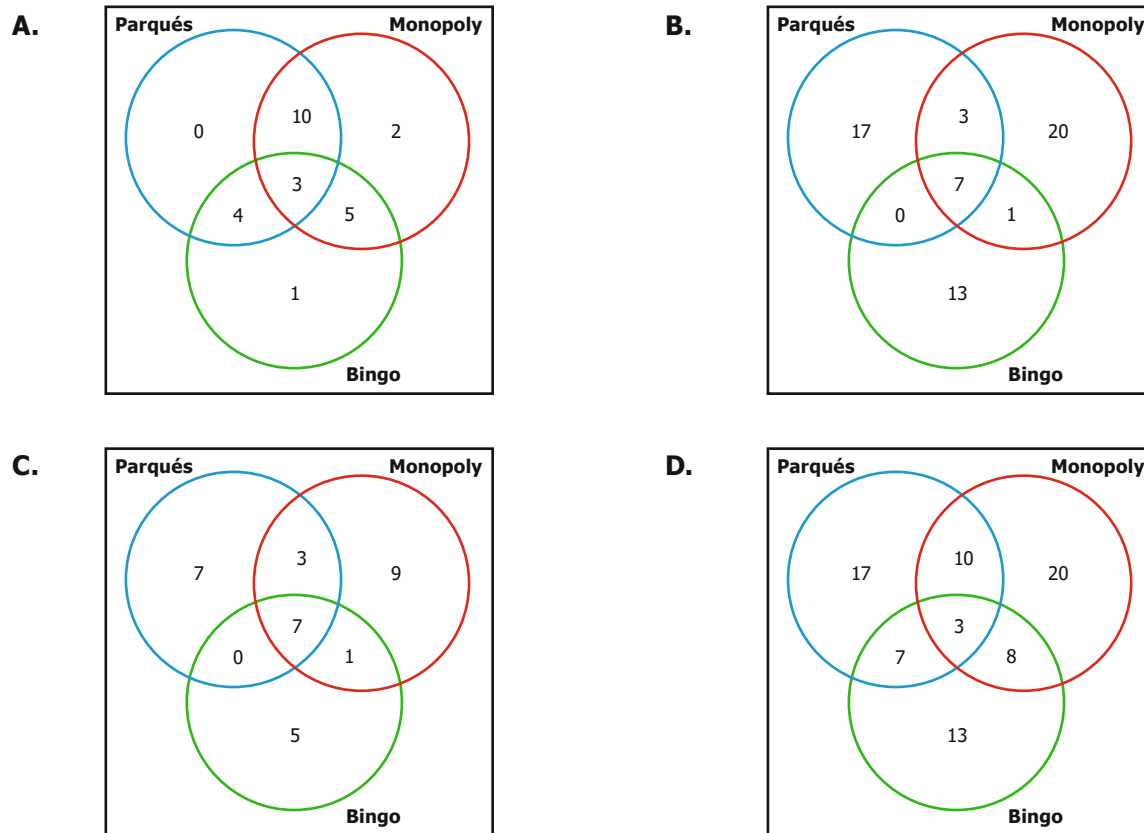 A.
Parqués Monopoly
0 10 2
3
4 5
1
Bingo
B.
Parqués Monopoly
17 3 20
7
0 1
13
Bingo
C.
Parqués Monopoly
7 3 9
7
0 1
5
Bingo
D.
Parqués Monopoly
17 10 20
3
7 8
13
Bingo